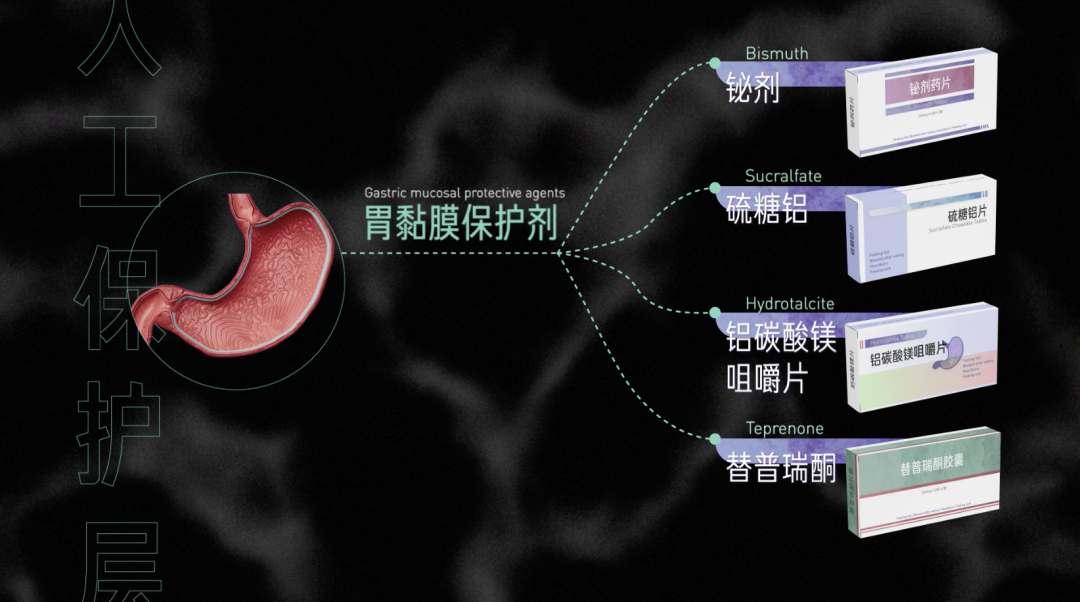 人工保护层
Gastric mucosal protective agents
胃黏膜保护剂
Bismuth
铋剂
铋剂药片
Sucralfate
硫糖铝
硫糖铝片
Sucralfate Chewable Tablets
Hydrotalcite
铝碳酸镁
咀嚼片
铝碳酸镁咀嚼片
Teprenone
替普瑞酮
替普瑞酮胶囊